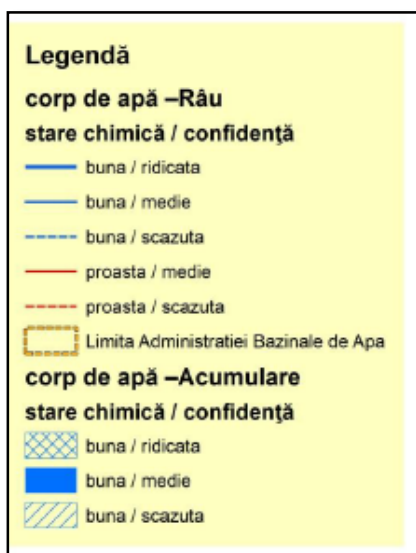 Legendă
corp de apă –Râu
stare chimică / confidenţă
buna / ridicata
buna / medie
buna / scazuta
proasta / medie
proasta / scazuta
Limita Administratiei Bazinale de Apa
corp de apă –Acumulare
stare chimică / confidenţă
buna / ridicata
buna / medie
buna / scazuta